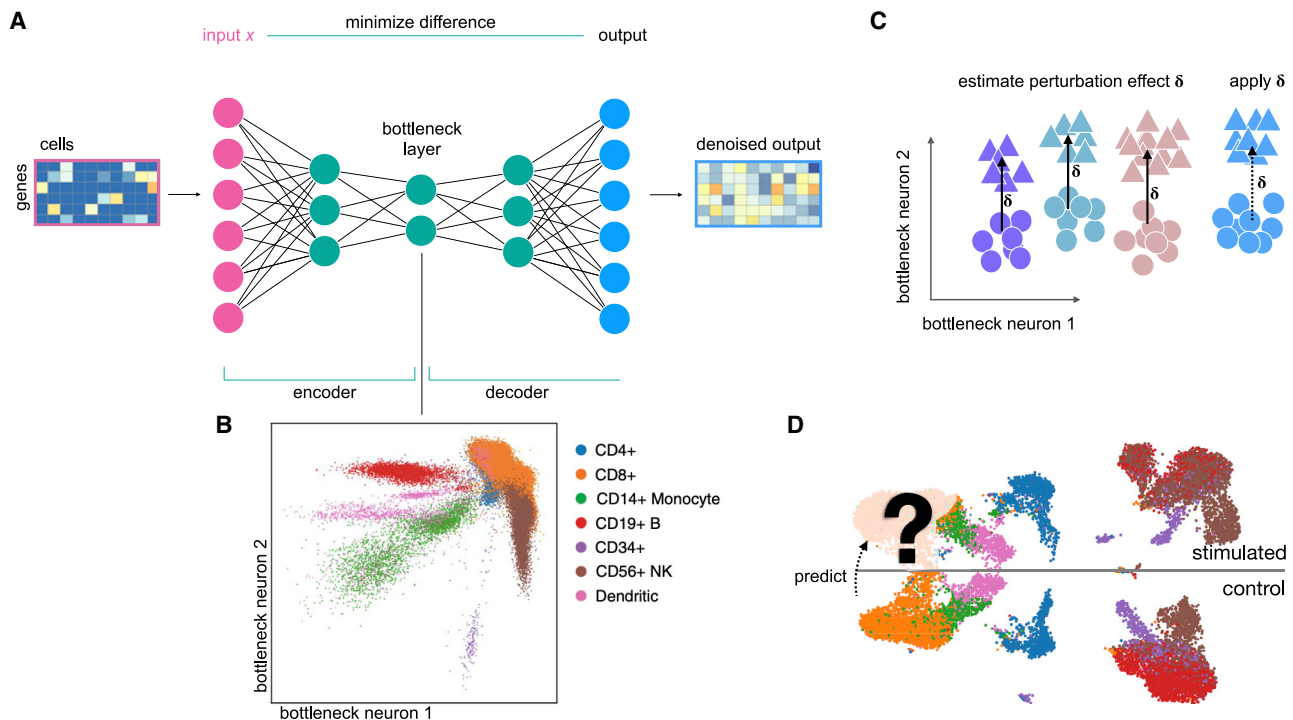 A
minimize difference
input x
output
bottleneck
layer
cells
genes
denoised output
encoder
decoder
B
bottleneck neuron 2
bottleneck neuron 1
CD4+
CD8+
CD14+ Monocyte
CD19+ B
CD34+
CD56+ NK
Dendritic
C
estimate perturbation effect δ
apply δ
δ
δ
δ
δ
bottleneck neuron 2
bottleneck neuron 1
D
?
predict
stimulated
control